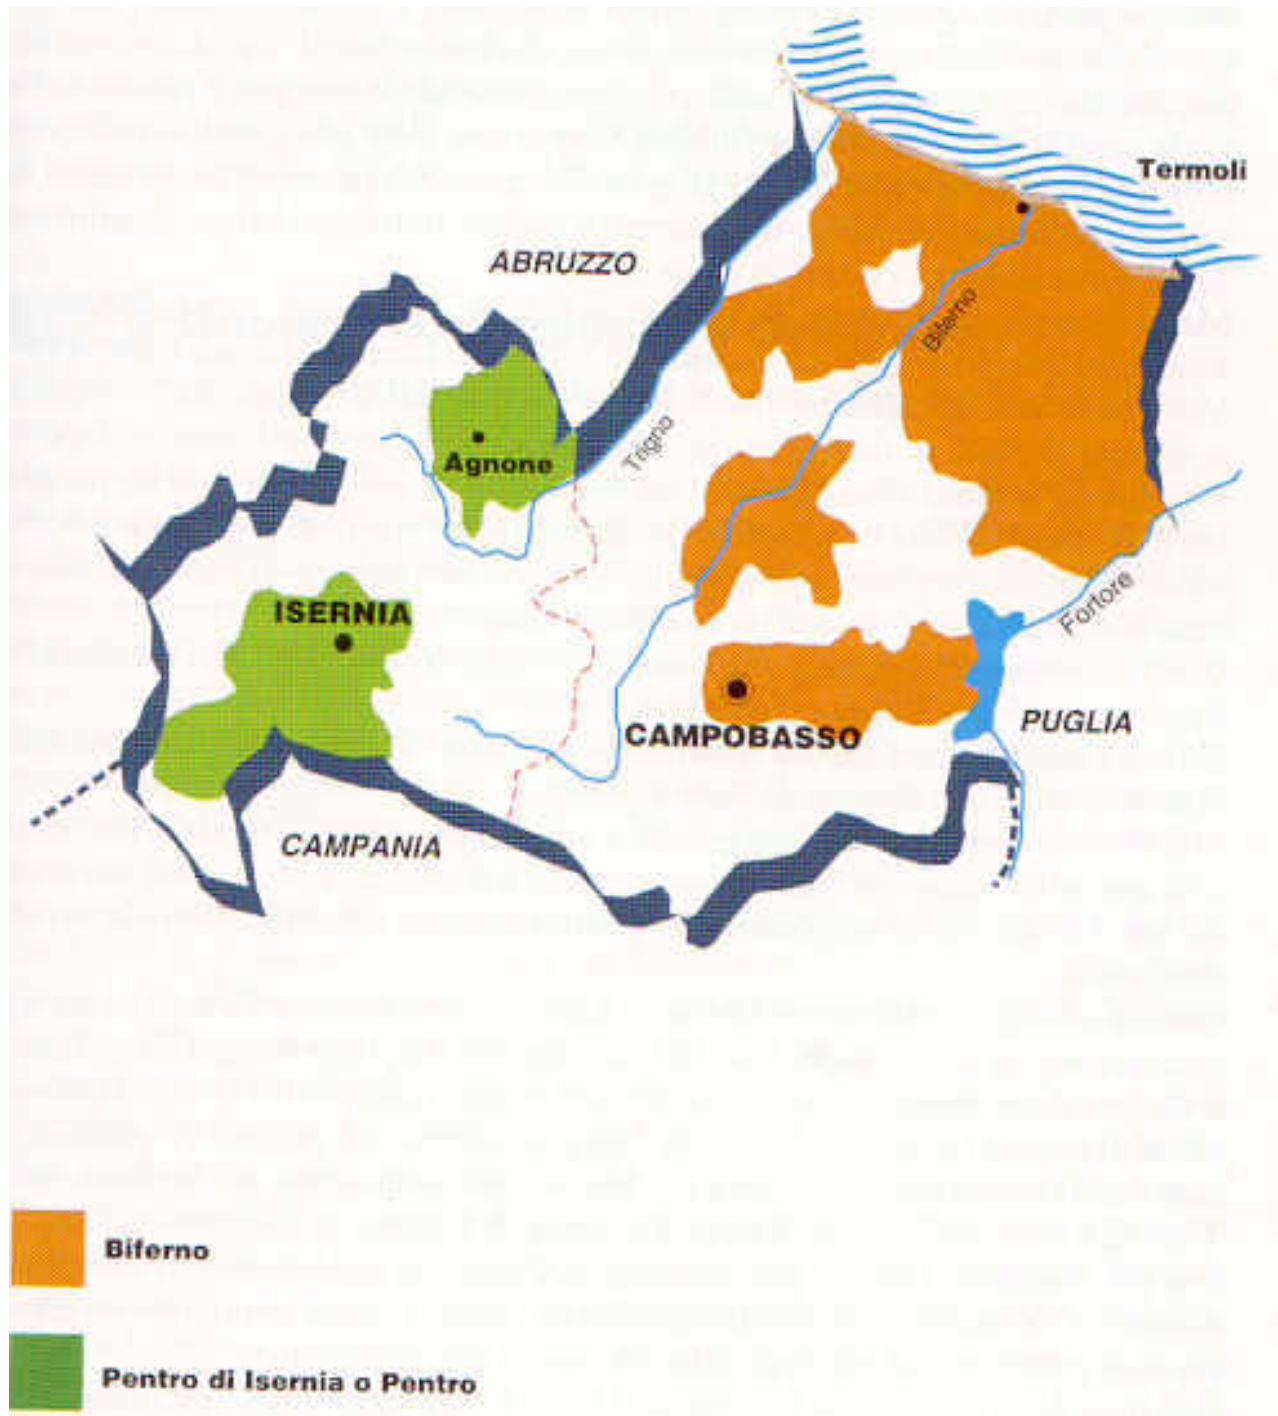 Termoli
ABRUZZO
Biferno
Trigno
Agnone
Fortore
ISERNIA
PUGLIA
CAMPOBASSO
CAMPANIA
Biferno
Pentro di Isernia o Pentro